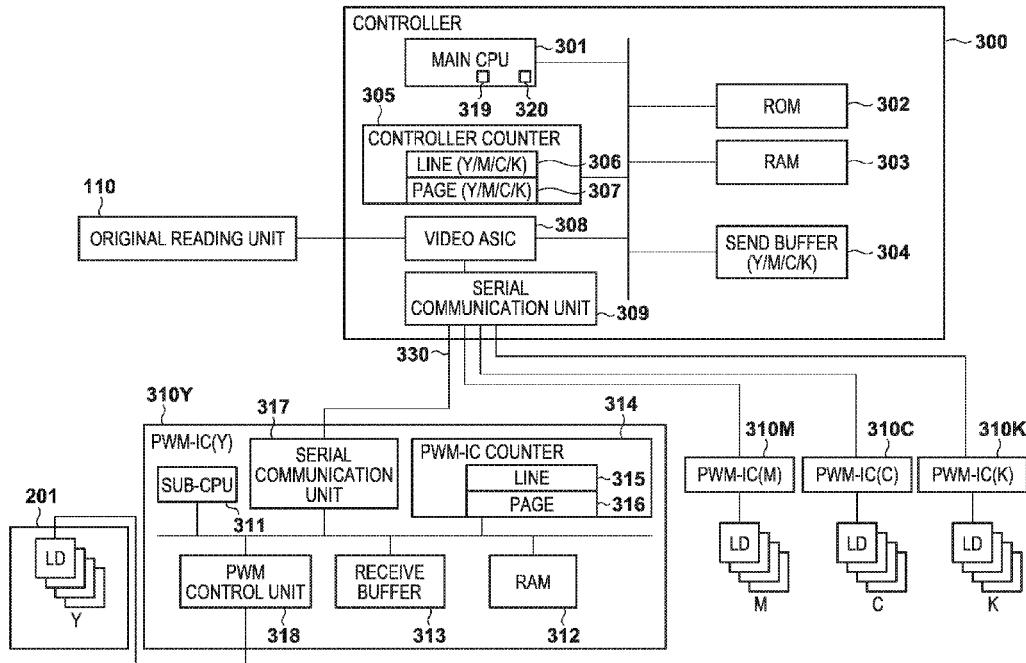 CONTROLLER
300
MAIN CPU
301
319
320
ROM
302
305
CONTROLLER COUNTER
LINE (Y/M/C/K)
306
PAGE (Y/M/C/K)
307
RAM
303
110
ORIGINAL READING UNIT
VIDEO ASIC
308
SEND BUFFER
(Y/M/C/K)
304
SERIAL
COMMUNICATION UNIT
309
330
310Y
PWM-IC(Y)
317
SERIAL
COMMUNICATION
UNIT
314
PWM-IC COUNTER
LINE
315
PAGE
316
SUB-CPU
311
310M
PWM-IC(M)
310C
PWM-IC(C)
310K
PWM-IC(K)
201
LD
Y
PWM
CONTROL UNIT
318
RECEIVE
BUFFER
313
RAM
312
LD
M
LD
C
LD
K